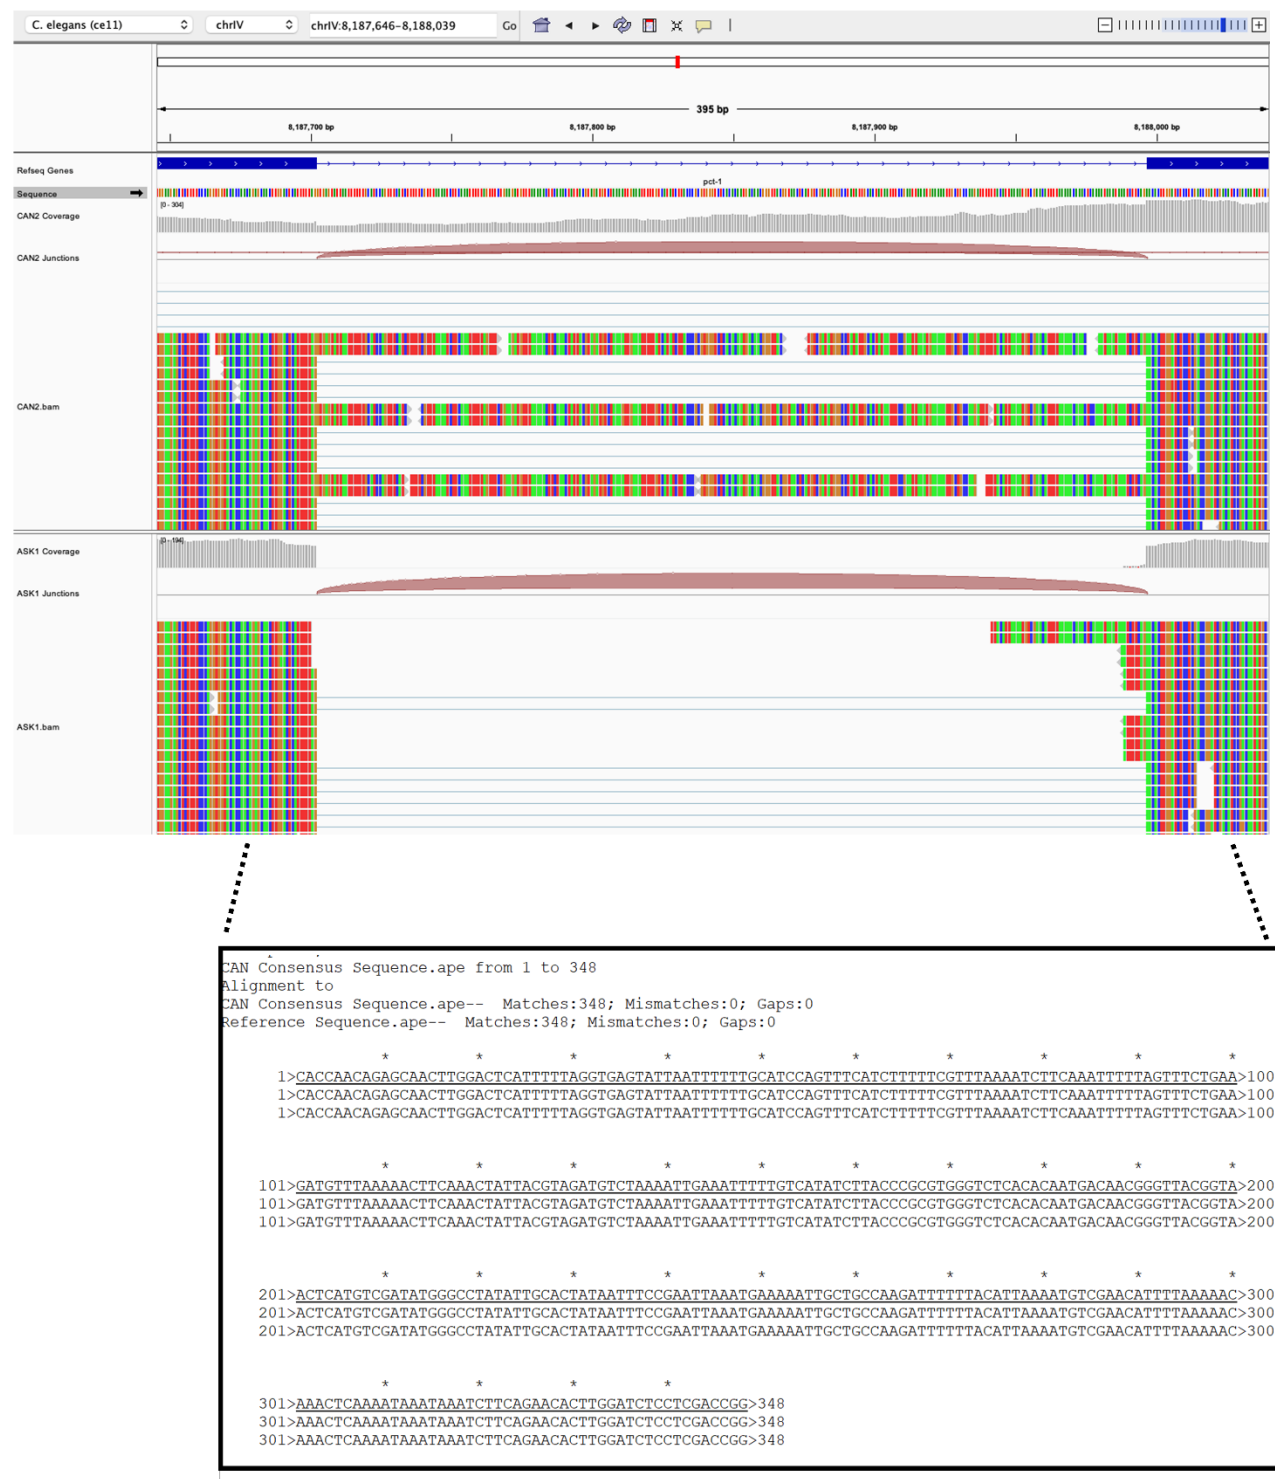 C. elegans (ce11) chrIV chrIV:8,187,646-8,188,039 Go
395 bp
8,187,700 bp 8,187,800 bp 8,187,900 bp 8,188,000 bp
Refseq Genes
pct-1
Sequence
[0 - 304]
CAN2 Coverage
CAN2 Junctions
CAN2.bam
[0 - 194]
ASK1 Coverage
ASK1 Junctions
ASK1.bam
CAN Consensus Sequence.ape from 1 to 348
Alignment to
CAN Consensus Sequence.ape-- Matches:348; Mismatches:0; Gaps:0
Reference Sequence.ape-- Matches:348; Mismatches:0; Gaps:0
* * * * * * * * * *
1>CACCAACAGAGCAACTTGGACTCATTTTTAGGTGAGTATTAATTTTTTGCATCCAGTTTCATCTTTTTCGTTTAAAATCTTCAAATTTTTAGTTTCTGAA>100
1>CACCAACAGAGCAACTTGGACTCATTTTTAGGTGAGTATTAATTTTTTGCATCCAGTTTCATCTTTTTCGTTTAAAATCTTCAAATTTTTAGTTTCTGAA>100
1>CACCAACAGAGCAACTTGGACTCATTTTTAGGTGAGTATTAATTTTTTGCATCCAGTTTCATCTTTTTCGTTTAAAATCTTCAAATTTTTAGTTTCTGAA>100
* * * * * * * * * *
101>GATGTTTAAAAACTTCAAACTATTACGTAGATGTCTAAAATTGAAATTTTTGTCATATCTTACCCGCGTGGGTCTCACACAATGACAACGGGTTACGGTA>200
101>GATGTTTAAAAACTTCAAACTATTACGTAGATGTCTAAAATTGAAATTTTTGTCATATCTTACCCGCGTGGGTCTCACACAATGACAACGGGTTACGGTA>200
101>GATGTTTAAAAACTTCAAACTATTACGTAGATGTCTAAAATTGAAATTTTTGTCATATCTTACCCGCGTGGGTCTCACACAATGACAACGGGTTACGGTA>200
* * * * * * * * * *
201>ACTCATGTCGATATGGGCCTATATTGCACTATAATTTCCGAATTAAATGAAAAATTGCTGCCAAGATTTTTTACATTAAAATGTCGAACATTTTAAAAAC>300
201>ACTCATGTCGATATGGGCCTATATTGCACTATAATTTCCGAATTAAATGAAAAATTGCTGCCAAGATTTTTTACATTAAAATGTCGAACATTTTAAAAAC>300
201>ACTCATGTCGATATGGGCCTATATTGCACTATAATTTCCGAATTAAATGAAAAATTGCTGCCAAGATTTTTTACATTAAAATGTCGAACATTTTAAAAAC>300
* * * *
301>AAACTCAAAATAAATAAATCTTCAGAACACTTGGATCTCCTCGACCGG>348
301>AAACTCAAAATAAATAAATCTTCAGAACACTTGGATCTCCTCGACCGG>348
301>AAACTCAAAATAAATAAATCTTCAGAACACTTGGATCTCCTCGACCGG>348